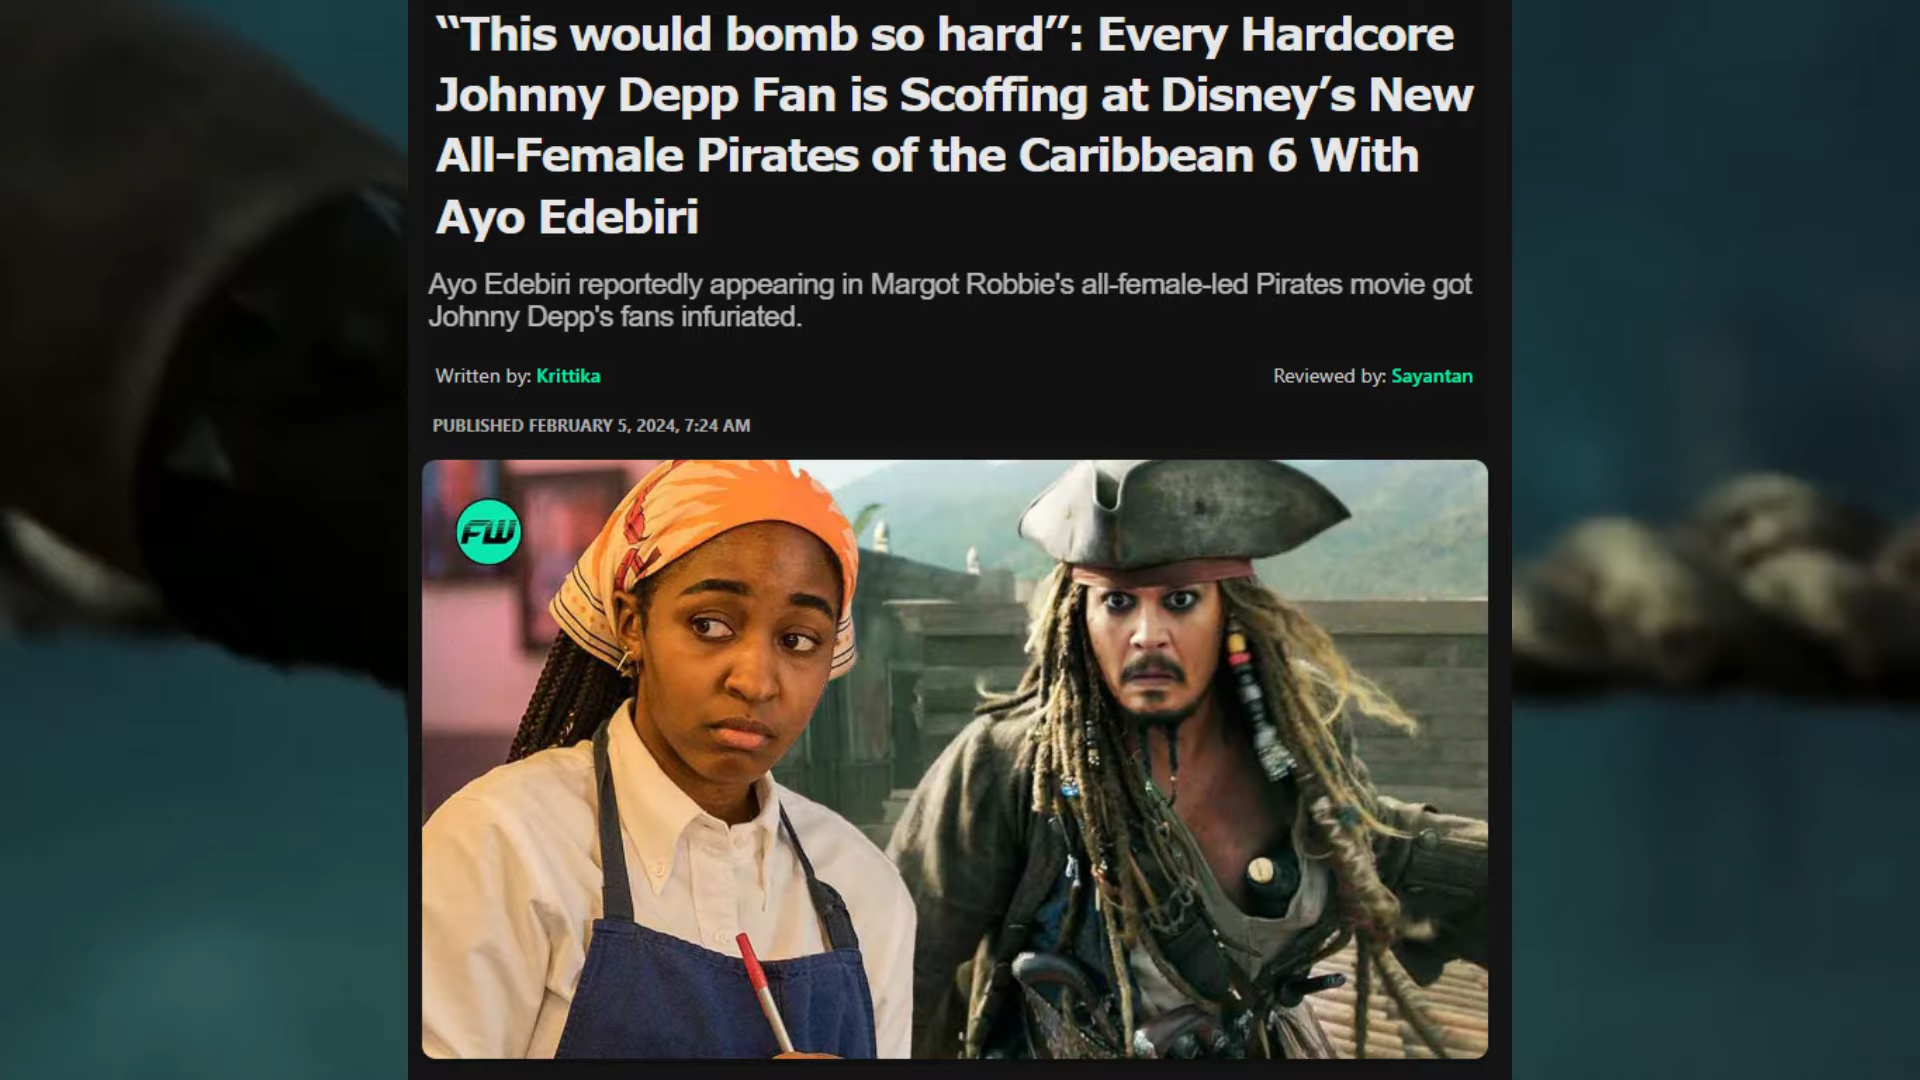 “This would bomb so hard”: Every Hardcore
Johnny Depp Fan is Scoffing at Disney’s New
All-Female Pirates of the Caribbean 6 With
Ayo Edebiri
Ayo Edebiri reportedly appearing in Margot Robbie's all-female-led Pirates movie got
Johnny Depp's fans infuriated.
Written by: Krittika
Reviewed by: Sayantan
PUBLISHED FEBRUARY 5, 2024, 7:24 AM
FW